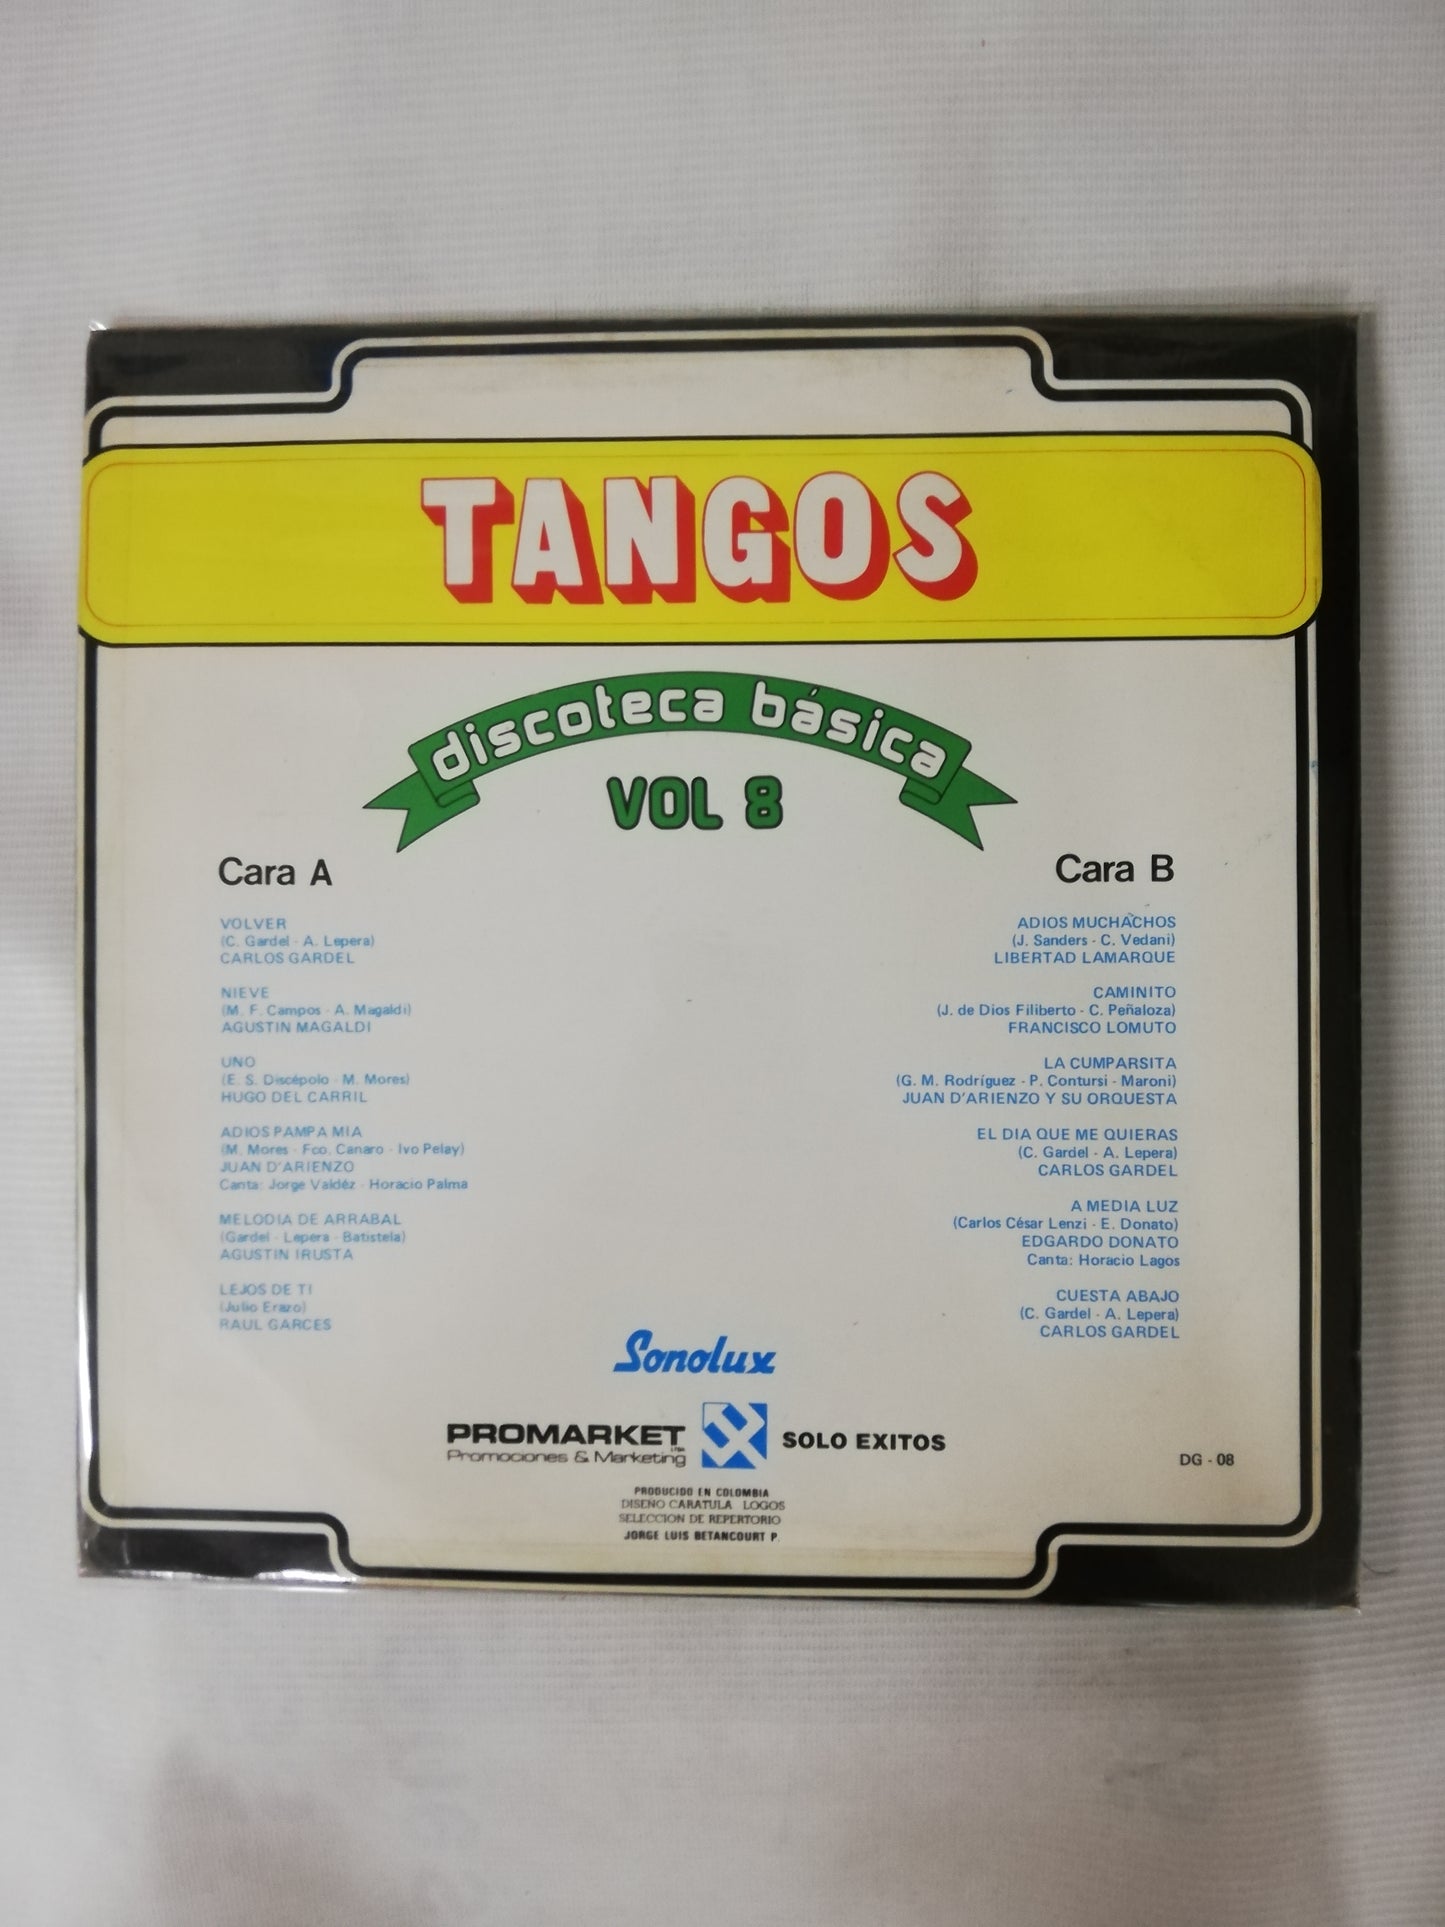 TANGOS
discoteca básica
VOL 8
Cara A
VOLVER
(C. Gardel - A. Lepera)
CARLOS GARDEL
NIEVE
(M. F. Campos - A. Magaldi)
AGUSTIN MAGALDI
UNO
(E. S. Discépolo - M. Mores)
HUGO DEL CARRIL
ADIOS PAMPA MIA
(M. Mores - Fco. Canaro - Ivo Pelay)
JUAN D'ARIENZO
Canta: Jorge Valdéz - Horacio Palma
MELODIA DE ARRABAL
(Gardel - Lepera - Batistela)
AGUSTIN IRUSTA
LEJOS DE TI
(Julio Erazo)
RAUL GARCES
Cara B
ADIOS MUCHACHOS
(J. Sanders - C. Vedani)
LIBERTAD LAMARQUE
CAMINITO
(J. de Dios Filiberto - C. Peñaloza)
FRANCISCO LOMUTO
LA CUMPARSITA
(G. M. Rodríguez - P. Contursi - Maroni)
JUAN D'ARIENZO Y SU ORQUESTA
EL DIA QUE ME QUIERAS
(C. Gardel - A. Lepera)
CARLOS GARDEL
A MEDIA LUZ
(Carlos César Lenzi - E. Donato)
EDGARDO DONATO
Canta: Horacio Lagos
CUESTA ABAJO
(C. Gardel - A. Lepera)
CARLOS GARDEL
Sonolux
PROMARKET LTDA
Promociones & Marketing
SOLO EXITOS
DG - 08
PRODUCIDO EN COLOMBIA
DISEÑO CARATULA LOGOS
SELECCION DE REPERTORIO
JORGE LUIS BETANCOURT P.